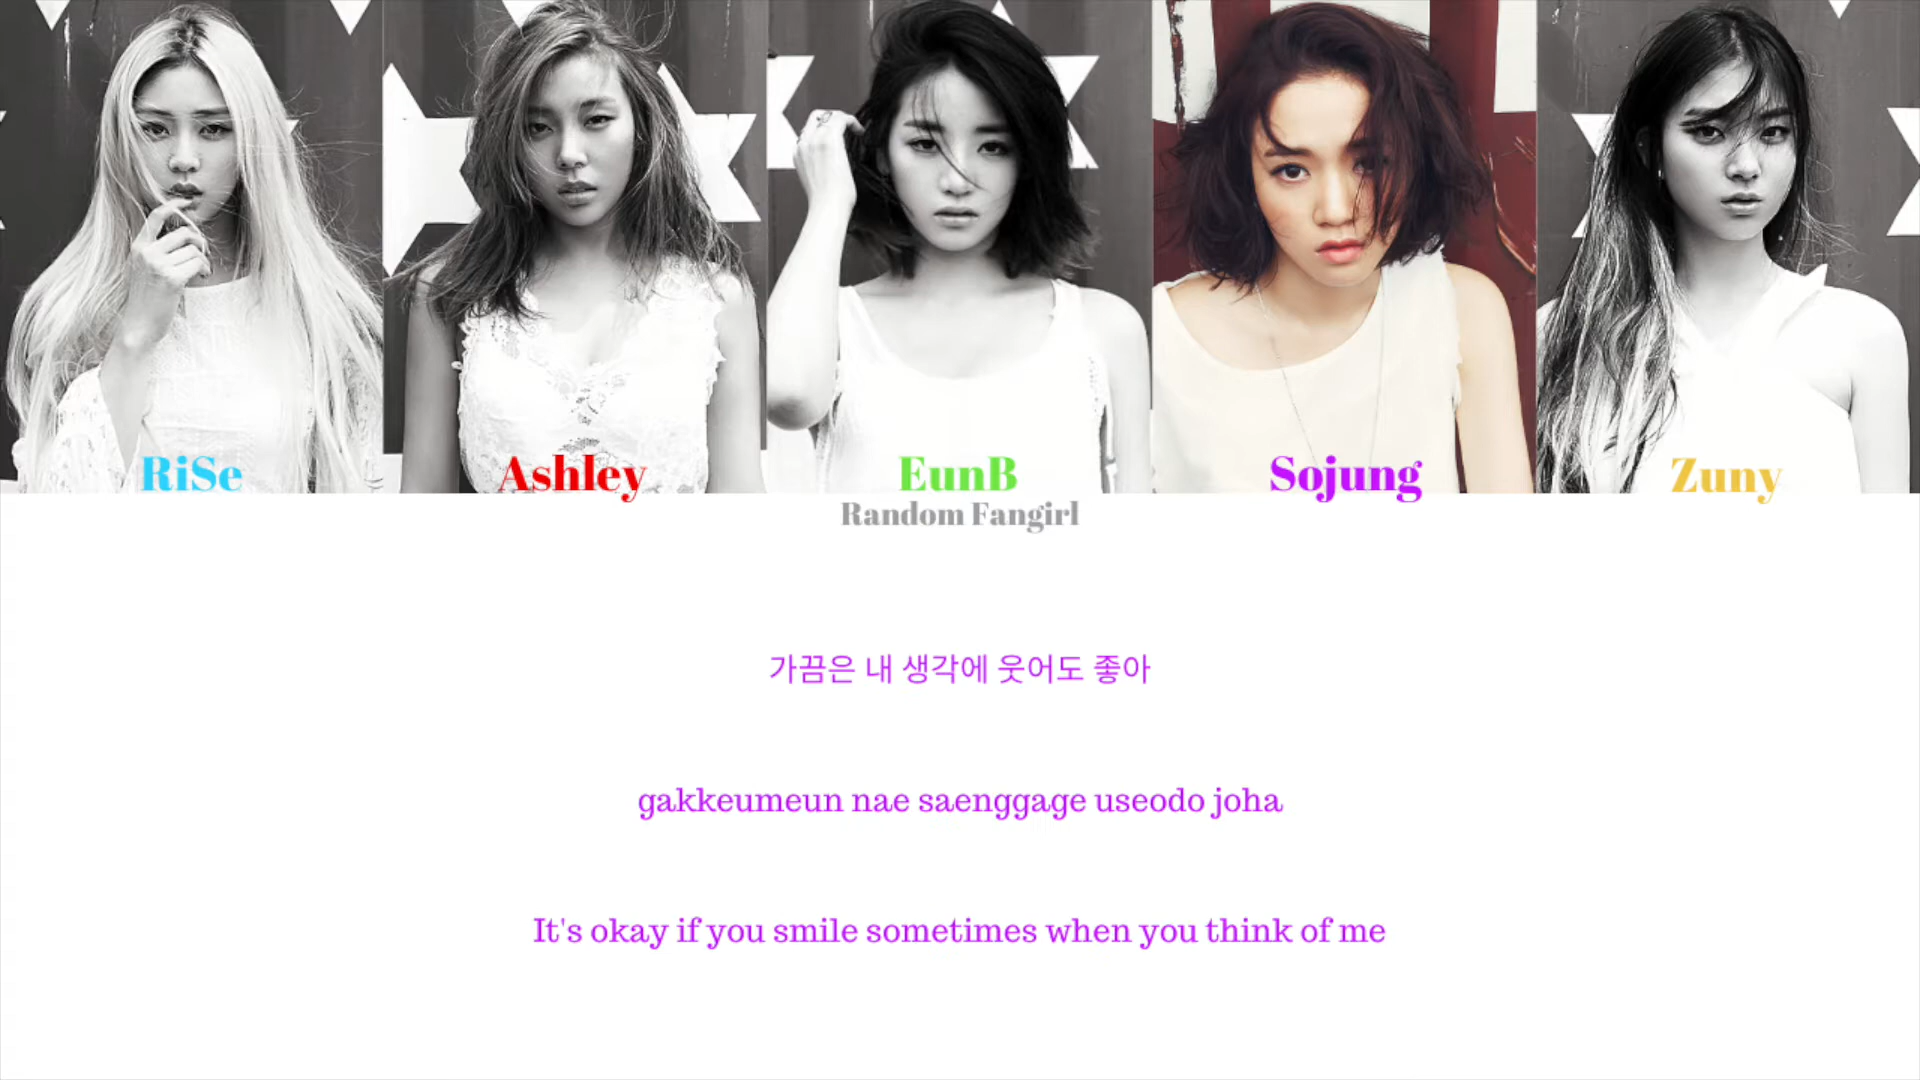 RiSe Ashley EunB Sojung Zuny
Random Fangirl
가끔은 내 생각에 웃어도 좋아
gakkeumeun nae saenggage useodo joha
It's okay if you smile sometimes when you think of me